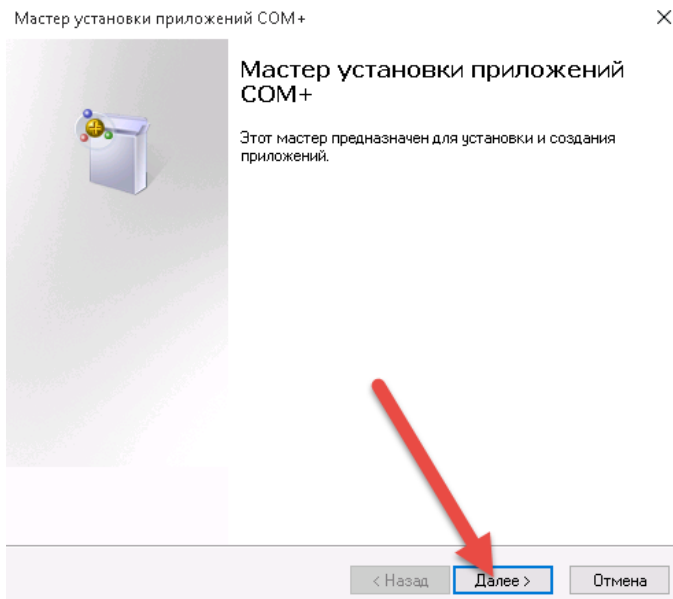 Мастер установки приложений COM+
Мастер установки приложений
COM+
Этот мастер предназначен для установки и создания
приложений.
< Назад
Далее >
Отмена